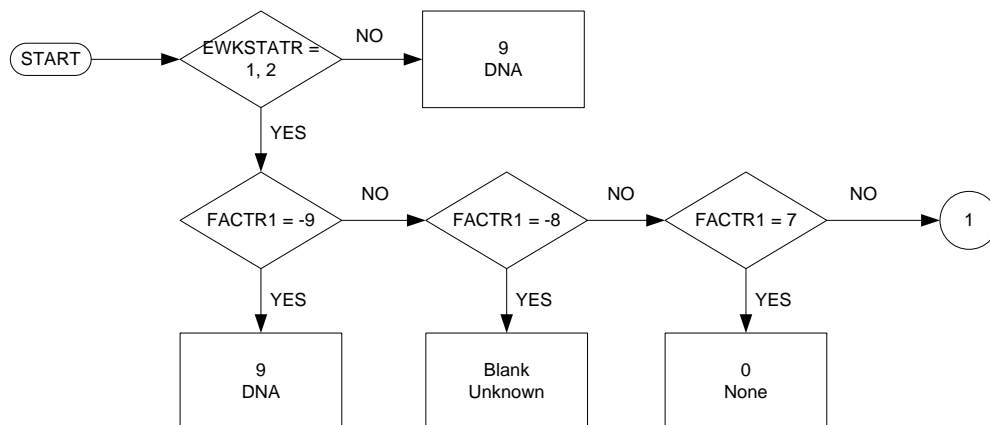 START
EWKSTATR =
1, 2
NO
9
DNA
YES
FACTR1 = -9
NO
FACTR1 = -8
NO
FACTR1 = 7
NO
1
YES
YES
YES
9
DNA
Blank
Unknown
0
None